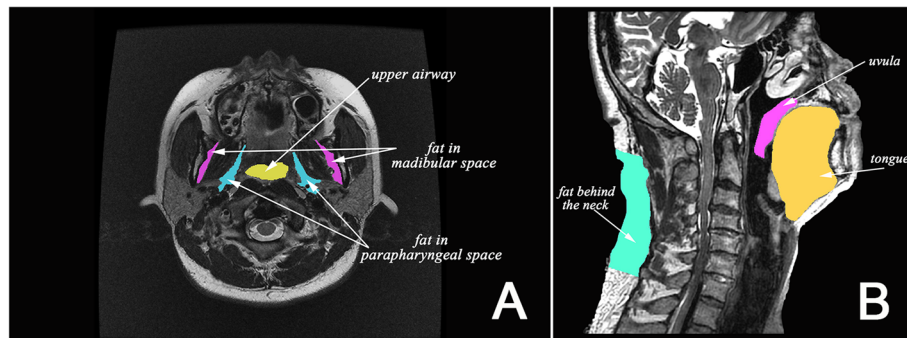 upper airway
fat in
madibular space
fat in
parapharyngeal space
A
uvula
tongue
fat behind
the neck
B